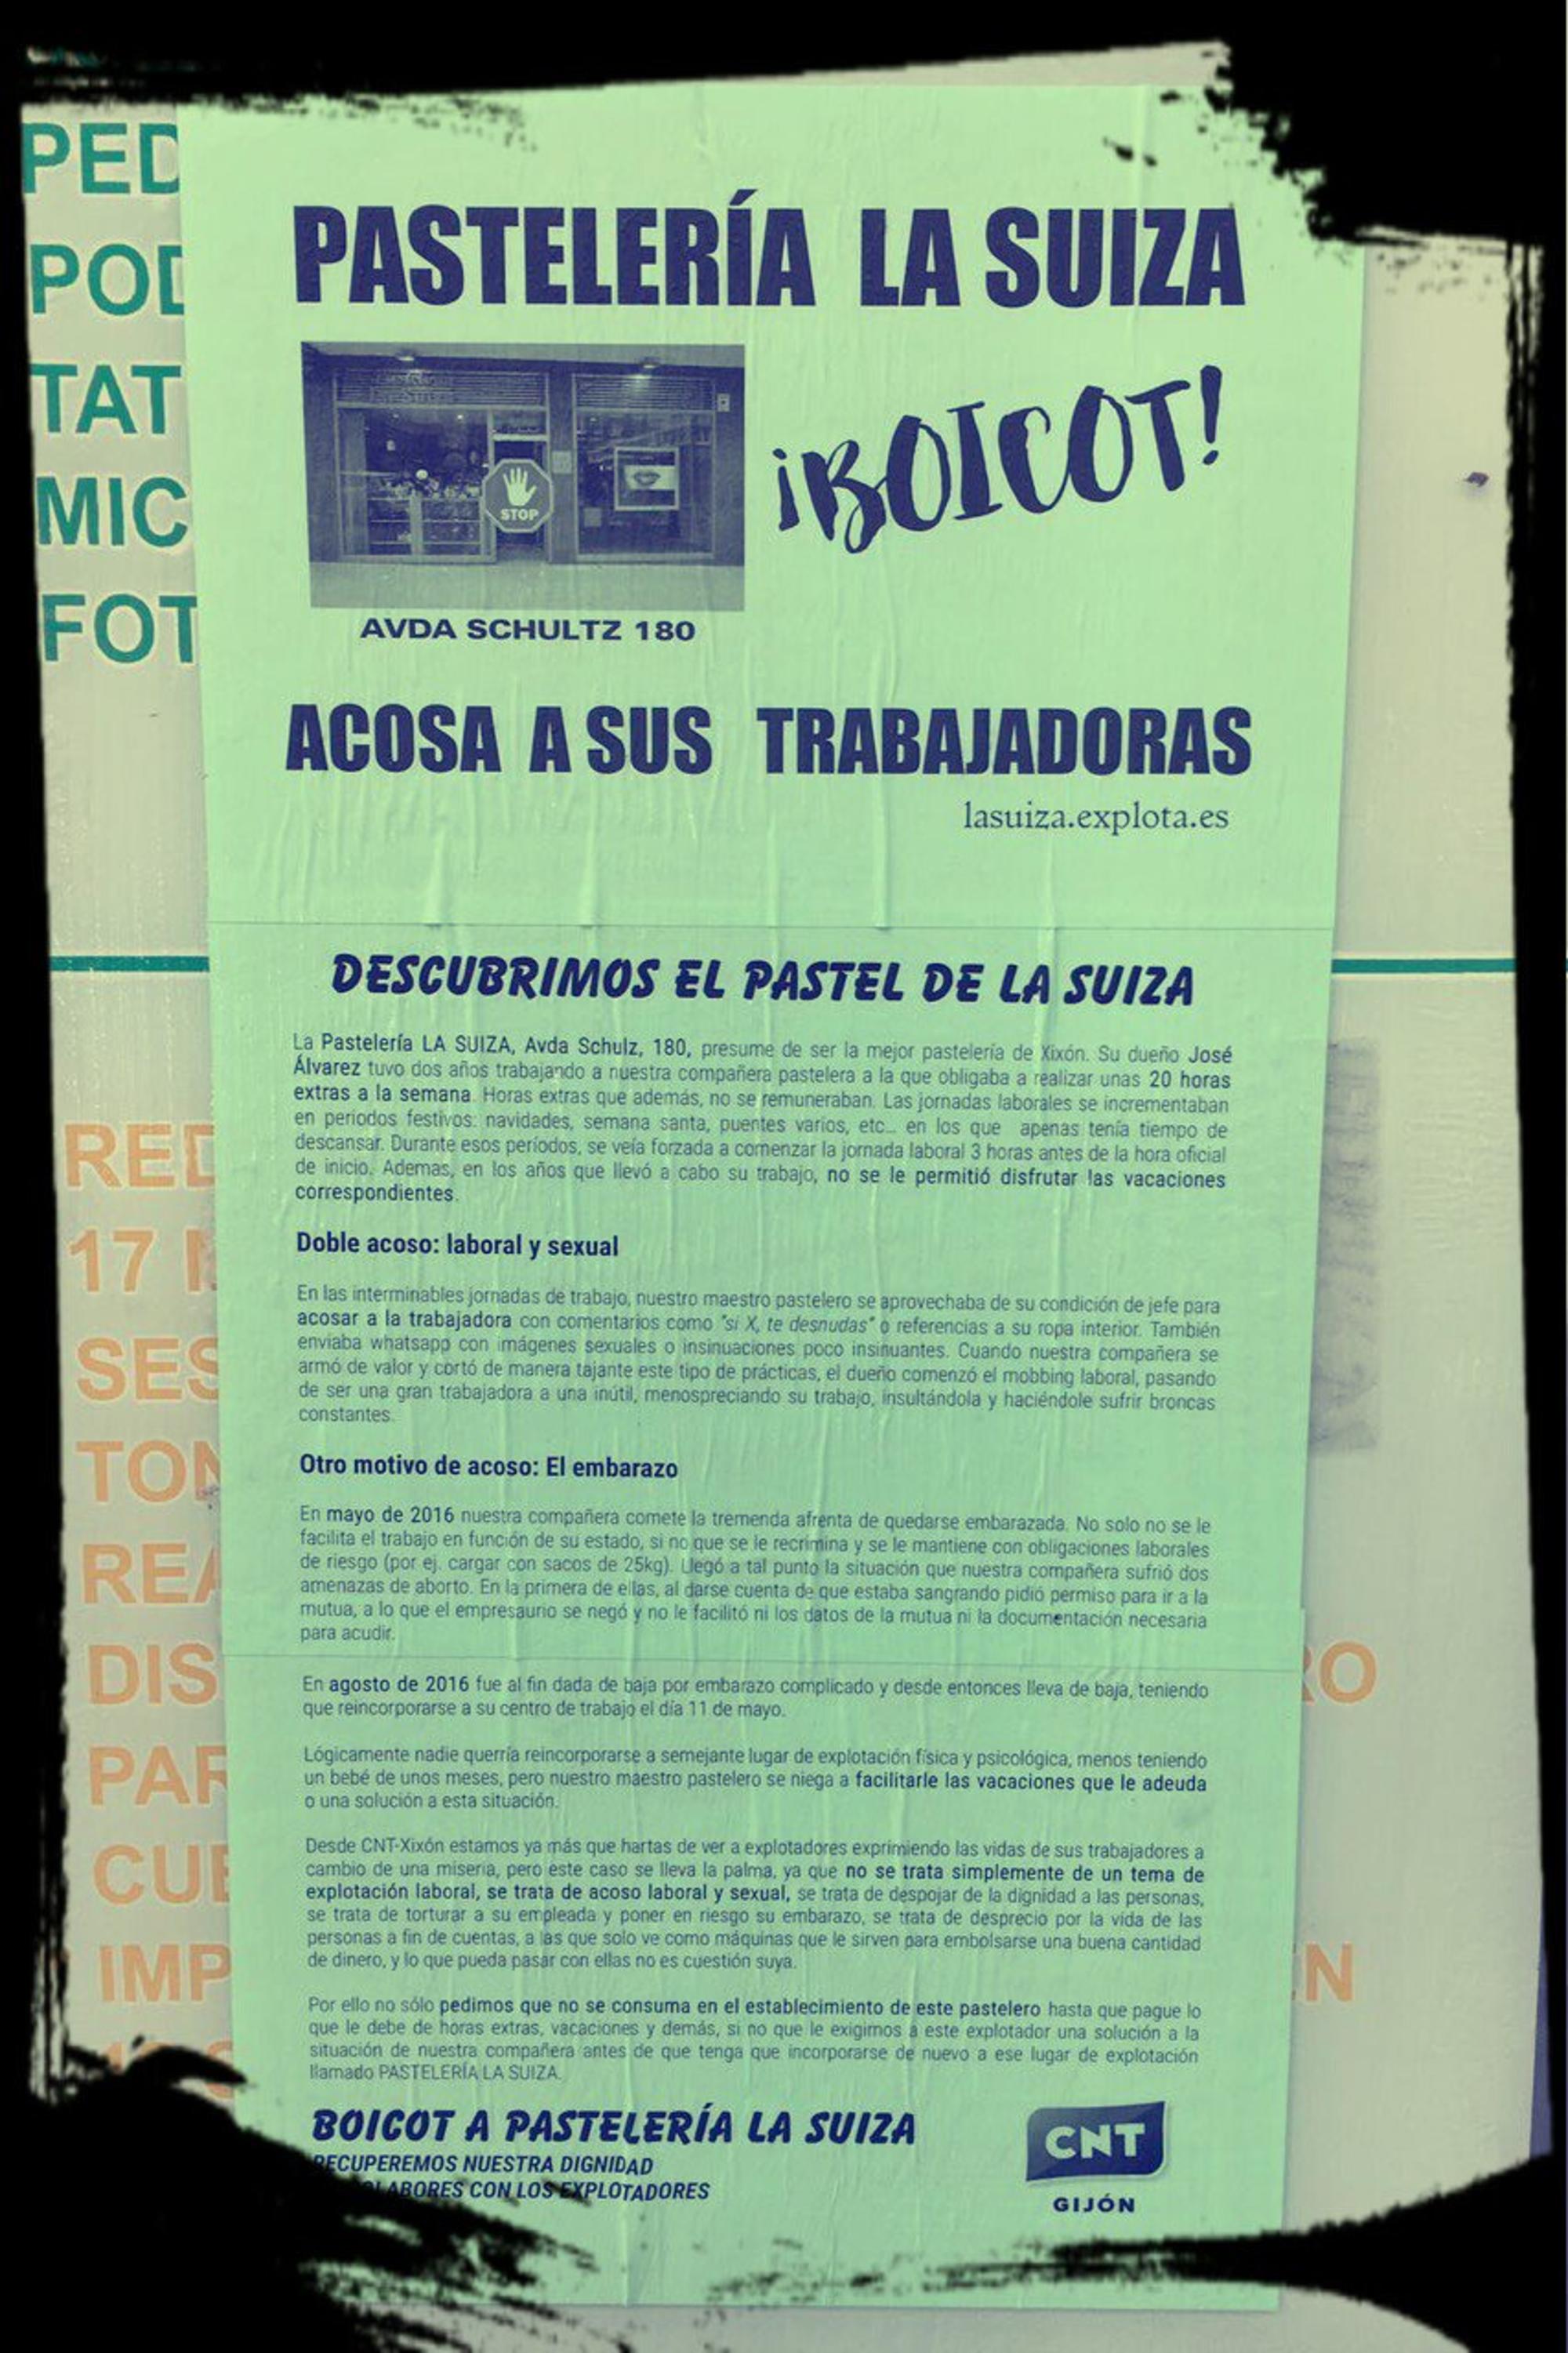 PASTELERÍA LA SUIZA
¡BOICOT!
STOP
AVDA SCHULTZ 180
ACOSA A SUS TRABAJADORAS
lasuiza.explota.es
DESCUBRIMOS EL PASTEL DE LA SUIZA
La Pastelería LA SUIZA, Avda Schulz, 180, presume de ser la mejor pastelería de Xixón. Su dueño José
Álvarez tuvo dos años trabajando a nuestra compañera pastelera a la que obligaba a realizar unas 20 horas
extras a la semana. Horas extras que además, no se remuneraban. Las jornadas laborales se incrementaban
en periodos festivos: navidades, semana santa, puentes varios, etc... en los que apenas tenía tiempo de
descansar. Durante esos períodos, se veía forzada a comenzar la jornada laboral 3 horas antes de la hora oficial
de inicio. Ademas, en los años que llevó a cabo su trabajo, no se le permitió disfrutar las vacaciones
correspondientes.
Doble acoso: laboral y sexual
En las interminables jornadas de trabajo, nuestro maestro pastelero se aprovechaba de su condición de jefe para
acosar a la trabajadora con comentarios como "si X, te desnudas" o referencias a su ropa interior. También
enviaba whatsapp con imágenes sexuales o insinuaciones poco insinuantes. Cuando nuestra compañera se
armó de valor y cortó de manera tajante este tipo de prácticas, el dueño comenzó el mobbing laboral, pasando
de ser una gran trabajadora a una inútil, menospreciando su trabajo, insultándola y haciéndole sufrir broncas
constantes.
Otro motivo de acoso: El embarazo
En mayo de 2016 nuestra compañera comete la tremenda afrenta de quedarse embarazada. No solo no se le
facilita el trabajo en función de su estado, si no que se le recrimina y se le mantiene con obligaciones laborales
de riesgo (por ej. cargar con sacos de 25kg). Llegó a tal punto la situación que nuestra compañera sufrió dos
amenazas de aborto. En la primera de ellas, al darse cuenta de que estaba sangrando pidió permiso para ir a la
mutua, a lo que el empresaurio se negó y no le facilitó ni los datos de la mutua ni la documentación necesaria
para acudir.
En agosto de 2016 fue al fin dada de baja por embarazo complicado y desde entonces lleva de baja, teniendo
que reincorporarse a su centro de trabajo el día 11 de mayo.
Lógicamente nadie querría reincorporarse a semejante lugar de explotación física y psicológica, menos teniendo
un bebé de unos meses, pero nuestro maestro pastelero se niega a facilitarle las vacaciones que le adeuda
o una solución a esta situación.
Desde CNT-Xixón estamos ya más que hartas de ver a explotadores exprimiendo las vidas de sus trabajadores a
cambio de una miseria, pero este caso se lleva la palma, ya que no se trata simplemente de un tema de
explotación laboral, se trata de acoso laboral y sexual, se trata de despojar de la dignidad a las personas,
se trata de torturar a su empleada y poner en riesgo su embarazo, se trata de desprecio por la vida de las
personas a fin de cuentas, a las que solo ve como máquinas que le sirven para embolsarse una buena cantidad
de dinero, y lo que pueda pasar con ellas no es cuestión suya.
Por ello no sólo pedimos que no se consuma en el establecimiento de este pastelero hasta que pague lo
que le debe de horas extras, vacaciones y demás, si no que le exigimos a este explotador una solución a la
situación de nuestra compañera antes de que tenga que incorporarse de nuevo a ese lugar de explotación
llamado PASTELERÍA LA SUIZA.
BOICOT A PASTELERÍA LA SUIZA
RECUPEREMOS NUESTRA DIGNIDAD
CON LOS EXPLOTADORES
CNT
GIJÓN
PED
POD
TAT
MIC
FOT
RED
17
SES
TON
REA
DIS
RO
PAR
CUE
IMP
N